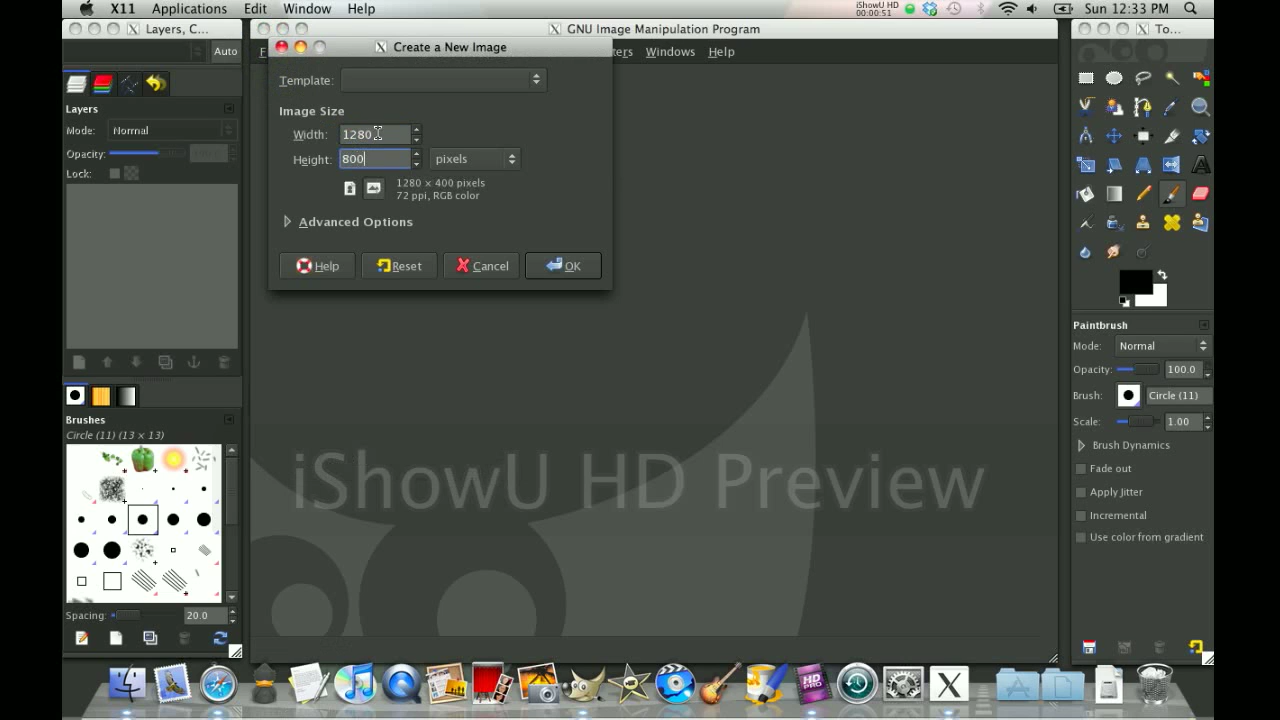 X11 Applications Edit Window Help
iShowU HD
00:00:51
Sun 12:33 PM
Layers, C...
GNU Image Manipulation Program
To...
Auto
Create a New Image
Windows Help
Template:
Image Size
Width: 1280
Height: 800 pixels
1280 × 400 pixels
72 ppi, RGB color
Advanced Options
Help Reset Cancel OK
Layers
Mode: Normal
Opacity: 100.0
Lock:
Brushes
Circle (11) (13 × 13)
Spacing: 20.0
Paintbrush
Mode: Normal
Opacity: 100.0
Brush: Circle (11)
Scale: 1.00
Brush Dynamics
Fade out
Apply Jitter
Incremental
Use color from gradient
iShowU HD Preview
HD
PRO
X